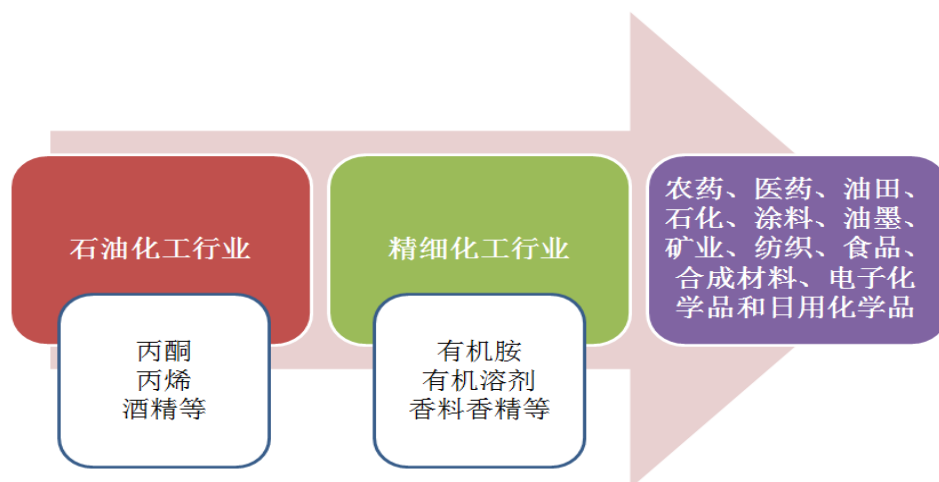 石油化工行业
丙酮
丙烯
酒精等
精细化工行业
有机胺
有机溶剂
香料香精等
农药、医药、油田、
石化、涂料、油墨、
矿业、纺织、食品、
合成材料、电子化
学品和日用化学品